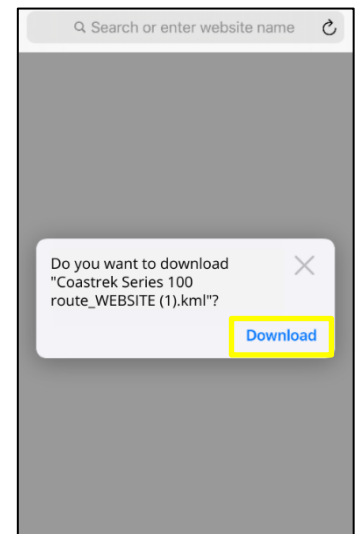 Search or enter website name
Do you want to download
"Coastrek Series 100
route_WEBSITE (1).kml"?
Download